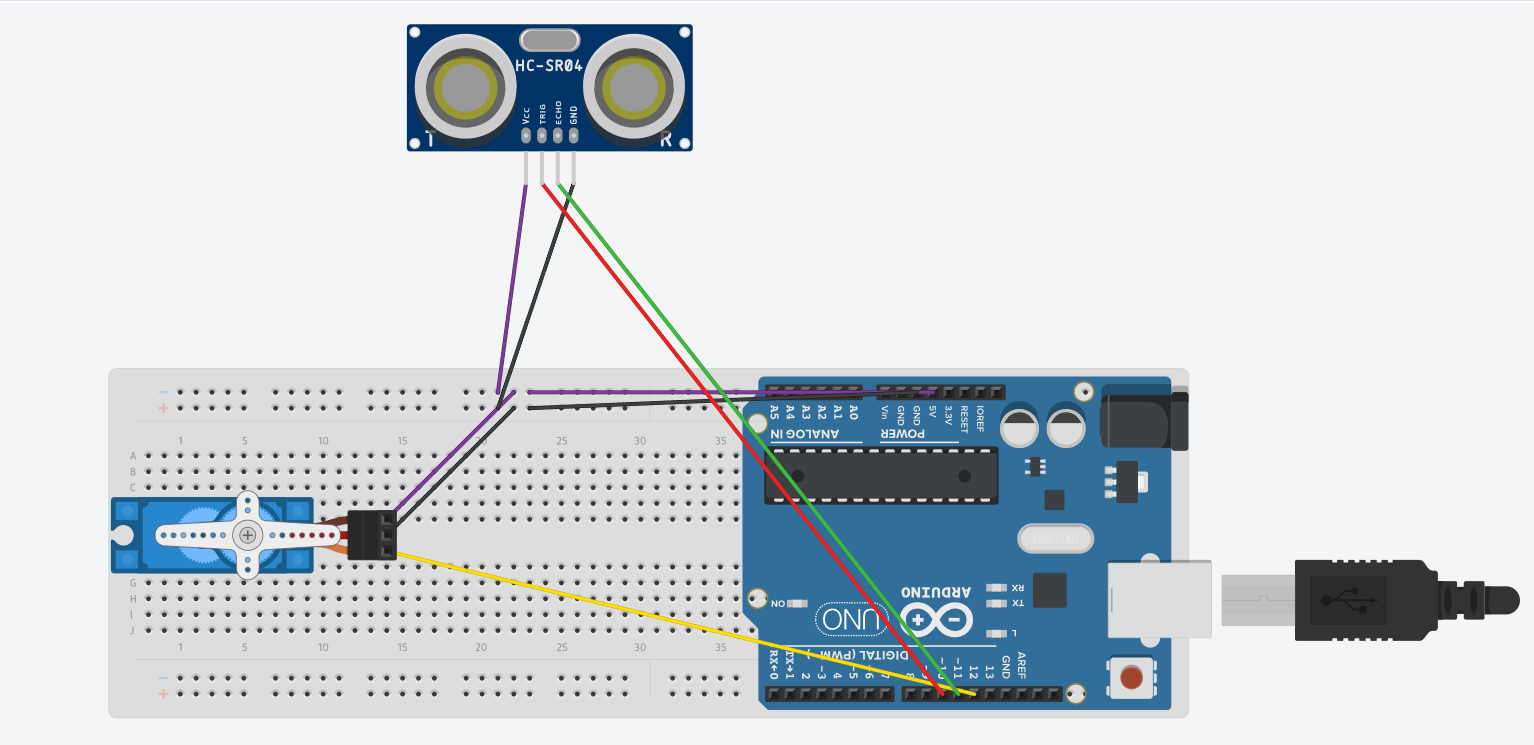 HC-SR04
VCC
TRIG
ECHO
GND
T
R
1 5 10 15 20 25 30 35
A
B
C
G
H
I
J
1 5 10 15 20 25 30 35
A5 A4 A3 A2 A1 A0
ANALOG IN
Vin GND GND 5V 3.3V RESET IOREF
POWER
RX
TX
L
ON
UNO
ARDUINO
DIGITAL (PWM
RX←0 TX→1 2 ~3 4 ~5 ~6 7 8 ~10 ~11 12 13 GND AREF